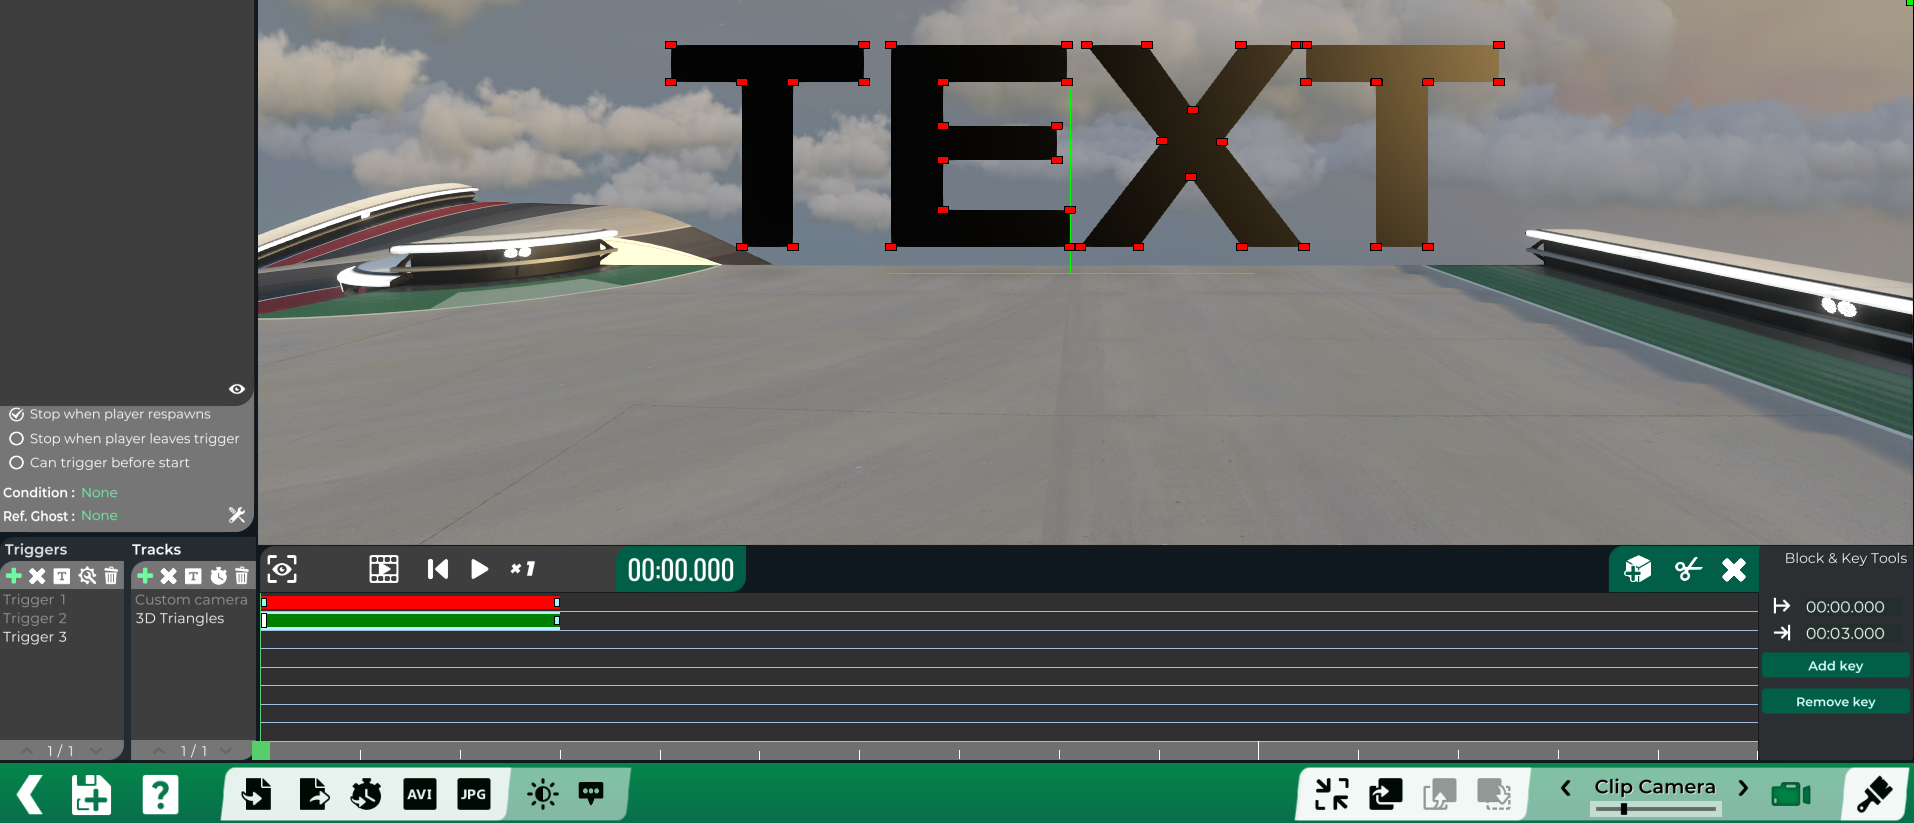 TEXT
Stop when player respawns
Stop when player leaves trigger
Can trigger before start
Condition : None
Ref. Ghost : None
Triggers
T
Trigger 1
Trigger 2
Trigger 3
1 / 1
Tracks
T
Custom camera
3D Triangles
1 / 1
×1
00:00.000
Block & Key Tools
00:00.000
00:03.000
Add key
Remove key
?
AVI
JPG
Clip Camera